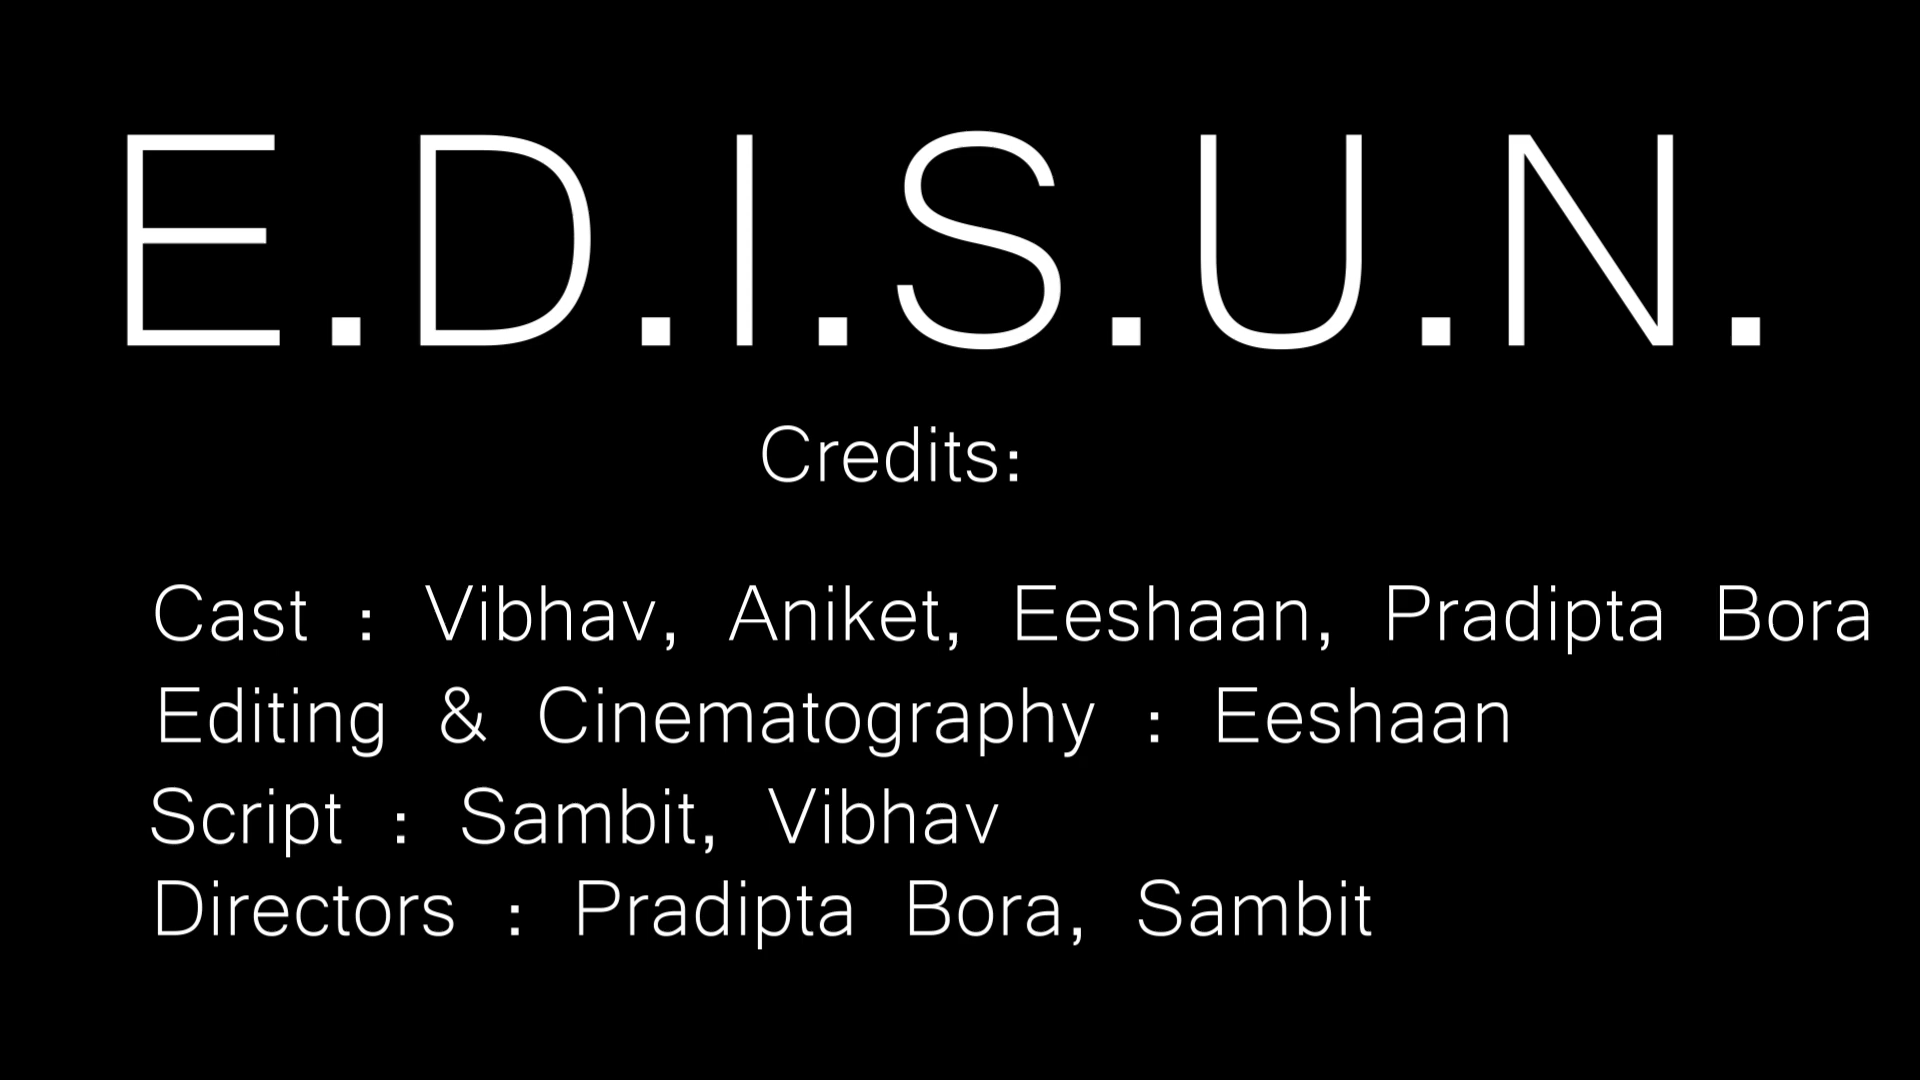 E.D.I.S.U.N.
Credits:
Cast : Vibhav, Aniket, Eeshaan, Pradipta Bora
Editing & Cinematography : Eeshaan
Script : Sambit, Vibhav
Directors : Pradipta Bora, Sambit